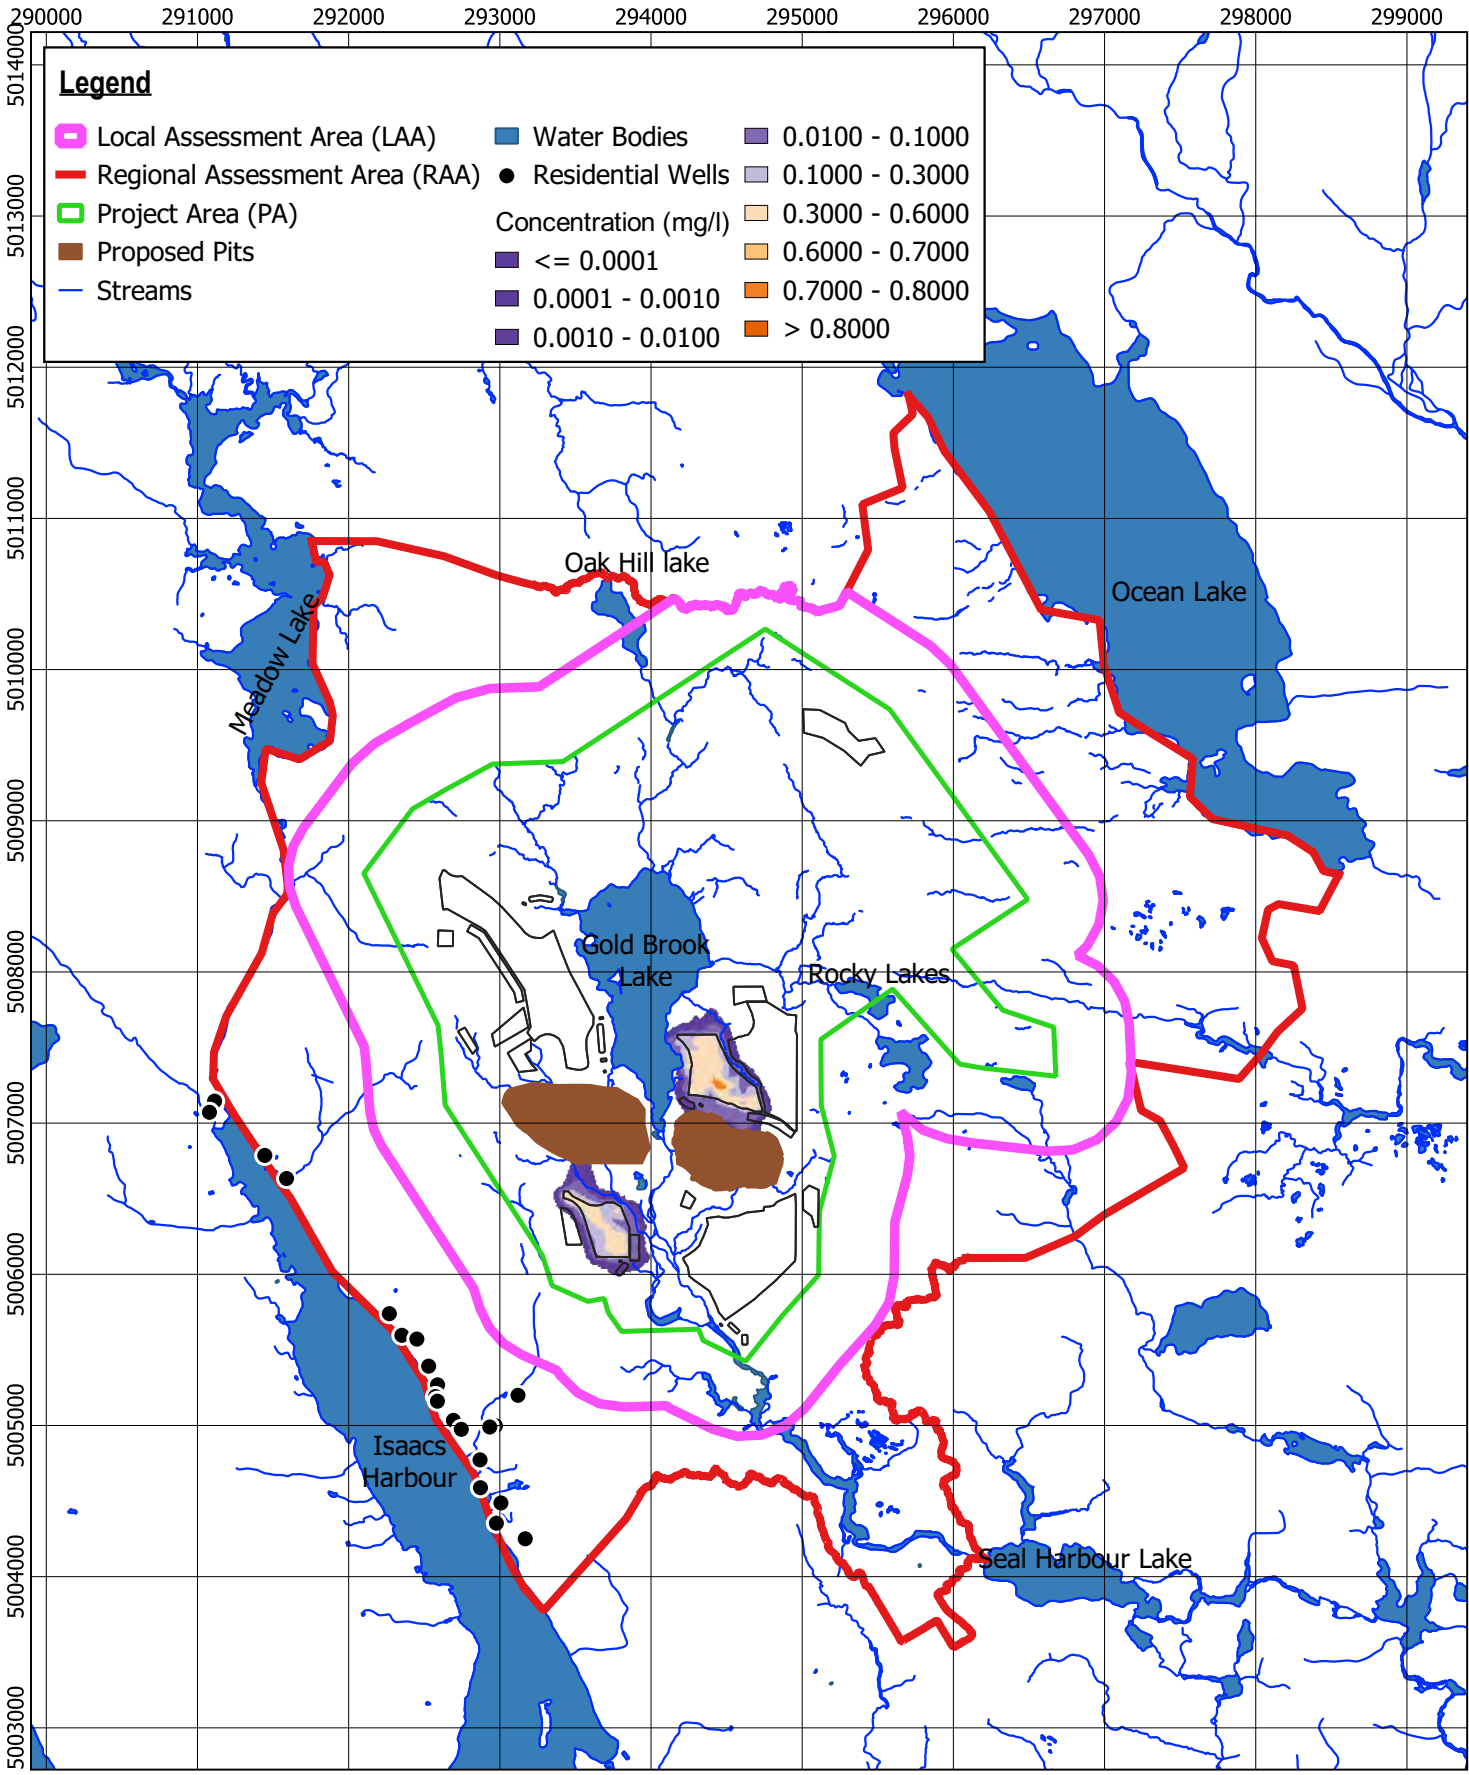 290000 291000 292000 293000 294000 295000 296000 297000 298000 299000
5014000
5013000
5012000
5011000
5010000
5009000
5008000
5007000
5006000
5005000
5004000
5003000
Legend
Local Assessment Area (LAA)
Regional Assessment Area (RAA)
Project Area (PA)
Proposed Pits
Streams
Water Bodies
Residential Wells
Concentration (mg/l)
<= 0.0001
0.0001 - 0.0010
0.0010 - 0.0100
0.0100 - 0.1000
0.1000 - 0.3000
0.3000 - 0.6000
0.6000 - 0.7000
0.7000 - 0.8000
> 0.8000
Oak Hill lake
Ocean Lake
Meadow Lake
Gold Brook
Lake
Rocky Lakes
Isaacs
Harbour
Seal Harbour Lake